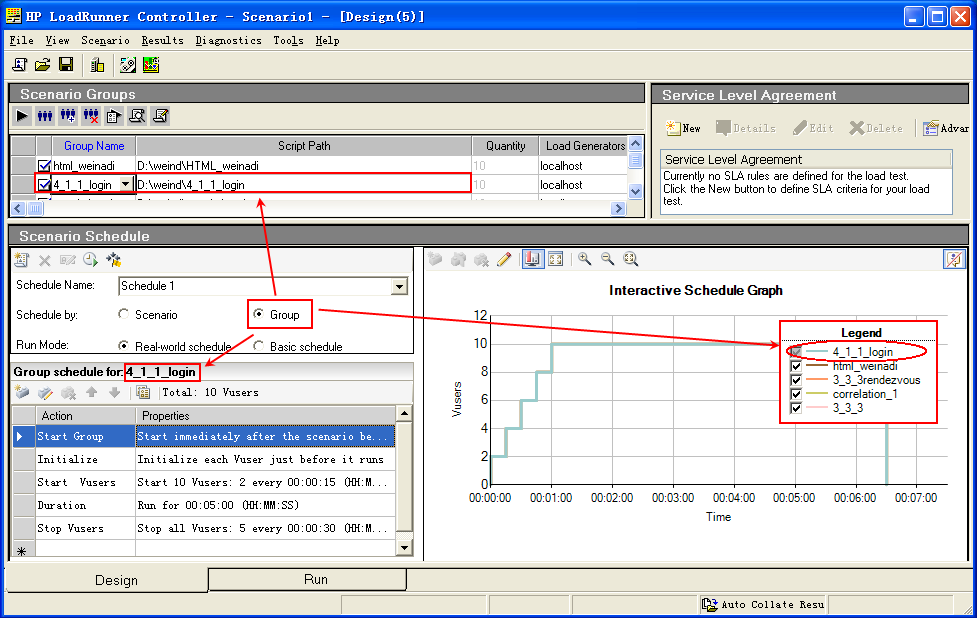 HP LoadRunner Controller - Scenario1 - [Design(5)]
File View Scenario Results Diagnostics Tools Help
Scenario Groups
Group Name Script Path Quantity Load Generators
html_weinadi D:\weind\HTML_weinadi 10 localhost
4_1_1_login D:\weind\4_1_1_login 10 localhost
Service Level Agreement
New Details Edit Delete Advar
Service Level Agreement
Currently no SLA rules are defined for the load test.
Click the New button to define SLA criteria for your load
test.
Scenario Schedule
Schedule Name: Schedule 1
Schedule by: Scenario Group
Run Mode: Real-world schedule Basic schedule
Group schedule for: 4_1_1_login
Total: 10 Vusers
Action Properties
Start Group Start immediately after the scenario be...
Initialize Initialize each Vuser just before it runs
Start Vusers Start 10 Vusers: 2 every 00:00:15 (HH:M...
Duration Run for 00:05:00 (HH:MM:SS)
Stop Vusers Stop all Vusers: 5 every 00:00:30 (HH:M...
*
Interactive Schedule Graph
Vusers
12
10
8
6
4
2
0
00:00:00 00:01:00 00:02:00 00:03:00 00:04:00 00:05:00 00:06:00 00:07:00
Time
Legend
4_1_1_login
html_weinadi
3_3_3rendezvous
correlation_1
3_3_3
Design Run
Auto Collate Resu